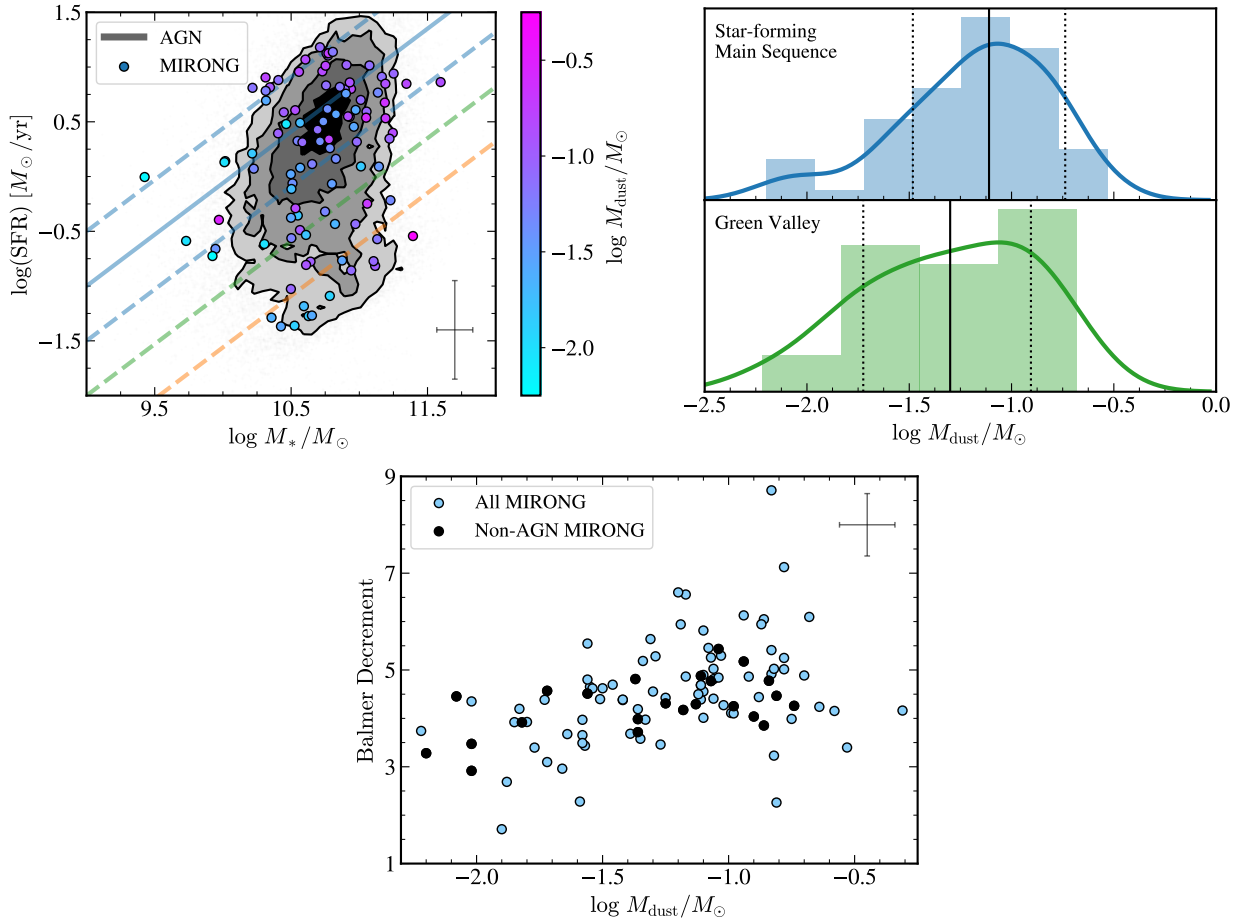 AGN
MIRONG
log(SFR) [M⊙/yr]
1.5
0.5
−0.5
−1.5
9.5
10.5
11.5
log M*/M⊙
−0.5
−1.0
−1.5
−2.0
log Mdust/M⊙
Star-forming
Main Sequence
Green Valley
−2.5
−2.0
−1.5
−1.0
−0.5
0.0
log Mdust/M⊙
All MIRONG
Non-AGN MIRONG
Balmer Decrement
9
7
5
3
1
−2.0
−1.5
−1.0
−0.5
log Mdust/M⊙